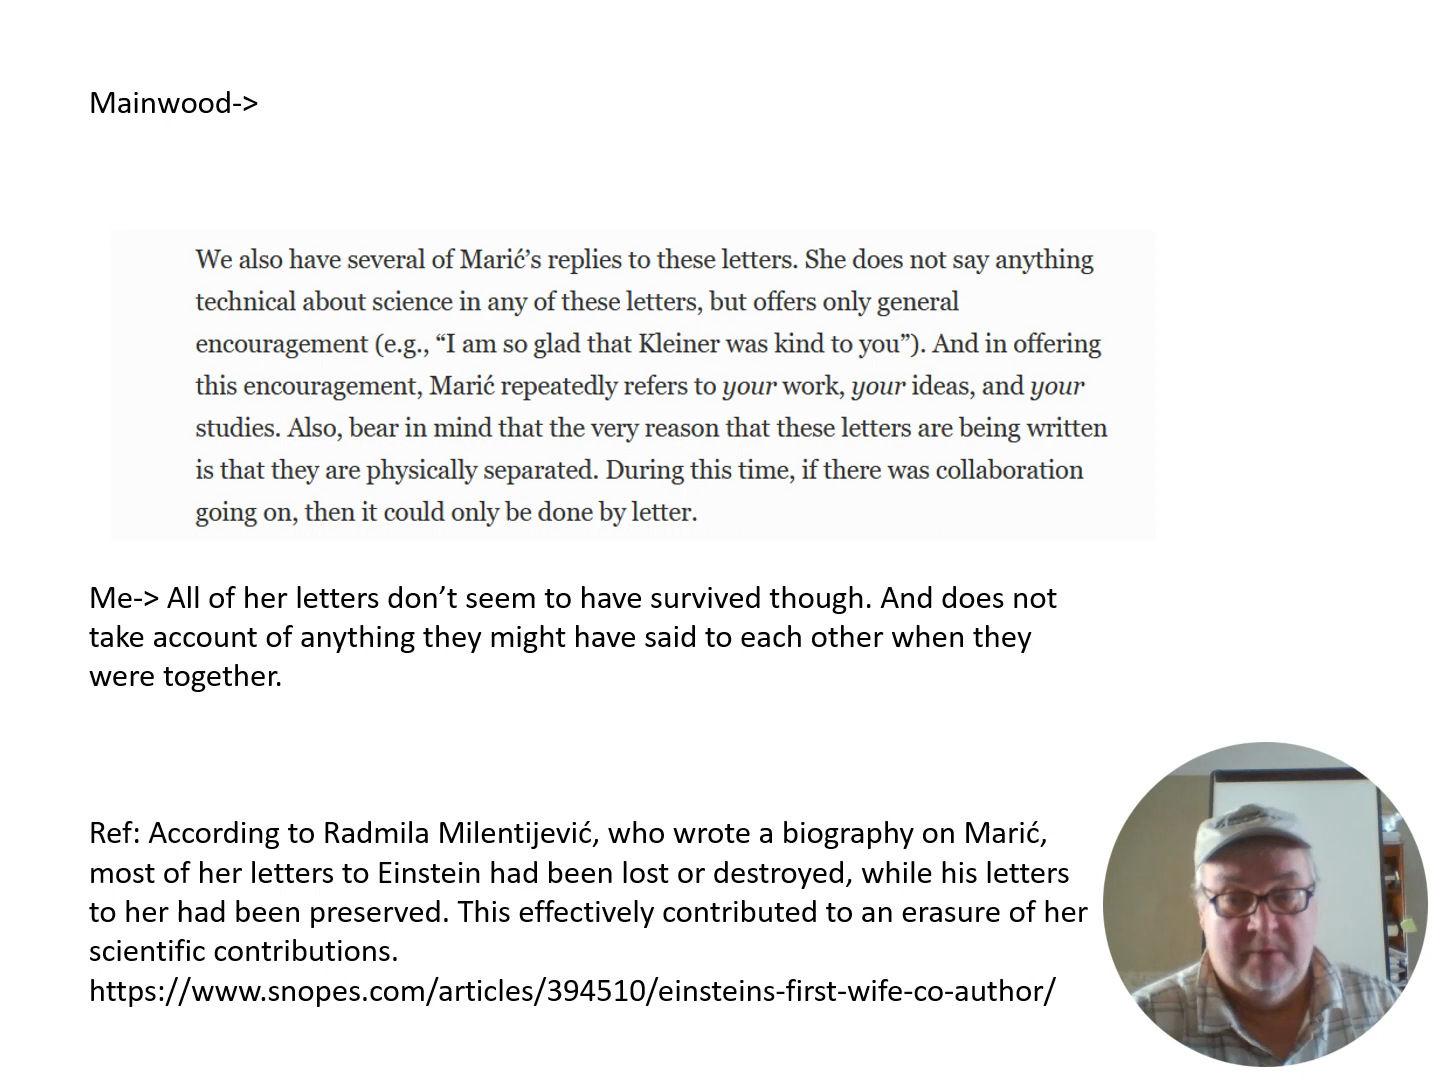 Mainwood->
We also have several of Marić’s replies to these letters. She does not say anything
technical about science in any of these letters, but offers only general
encouragement (e.g., “I am so glad that Kleiner was kind to you”). And in offering
this encouragement, Marić repeatedly refers to your work, your ideas, and your
studies. Also, bear in mind that the very reason that these letters are being written
is that they are physically separated. During this time, if there was collaboration
going on, then it could only be done by letter.
Me-> All of her letters don’t seem to have survived though. And does not
take account of anything they might have said to each other when they
were together.
Ref: According to Radmila Milentijević, who wrote a biography on Marić,
most of her letters to Einstein had been lost or destroyed, while his letters
to her had been preserved. This effectively contributed to an erasure of her
scientific contributions.
https://www.snopes.com/articles/394510/einsteins-first-wife-co-author/